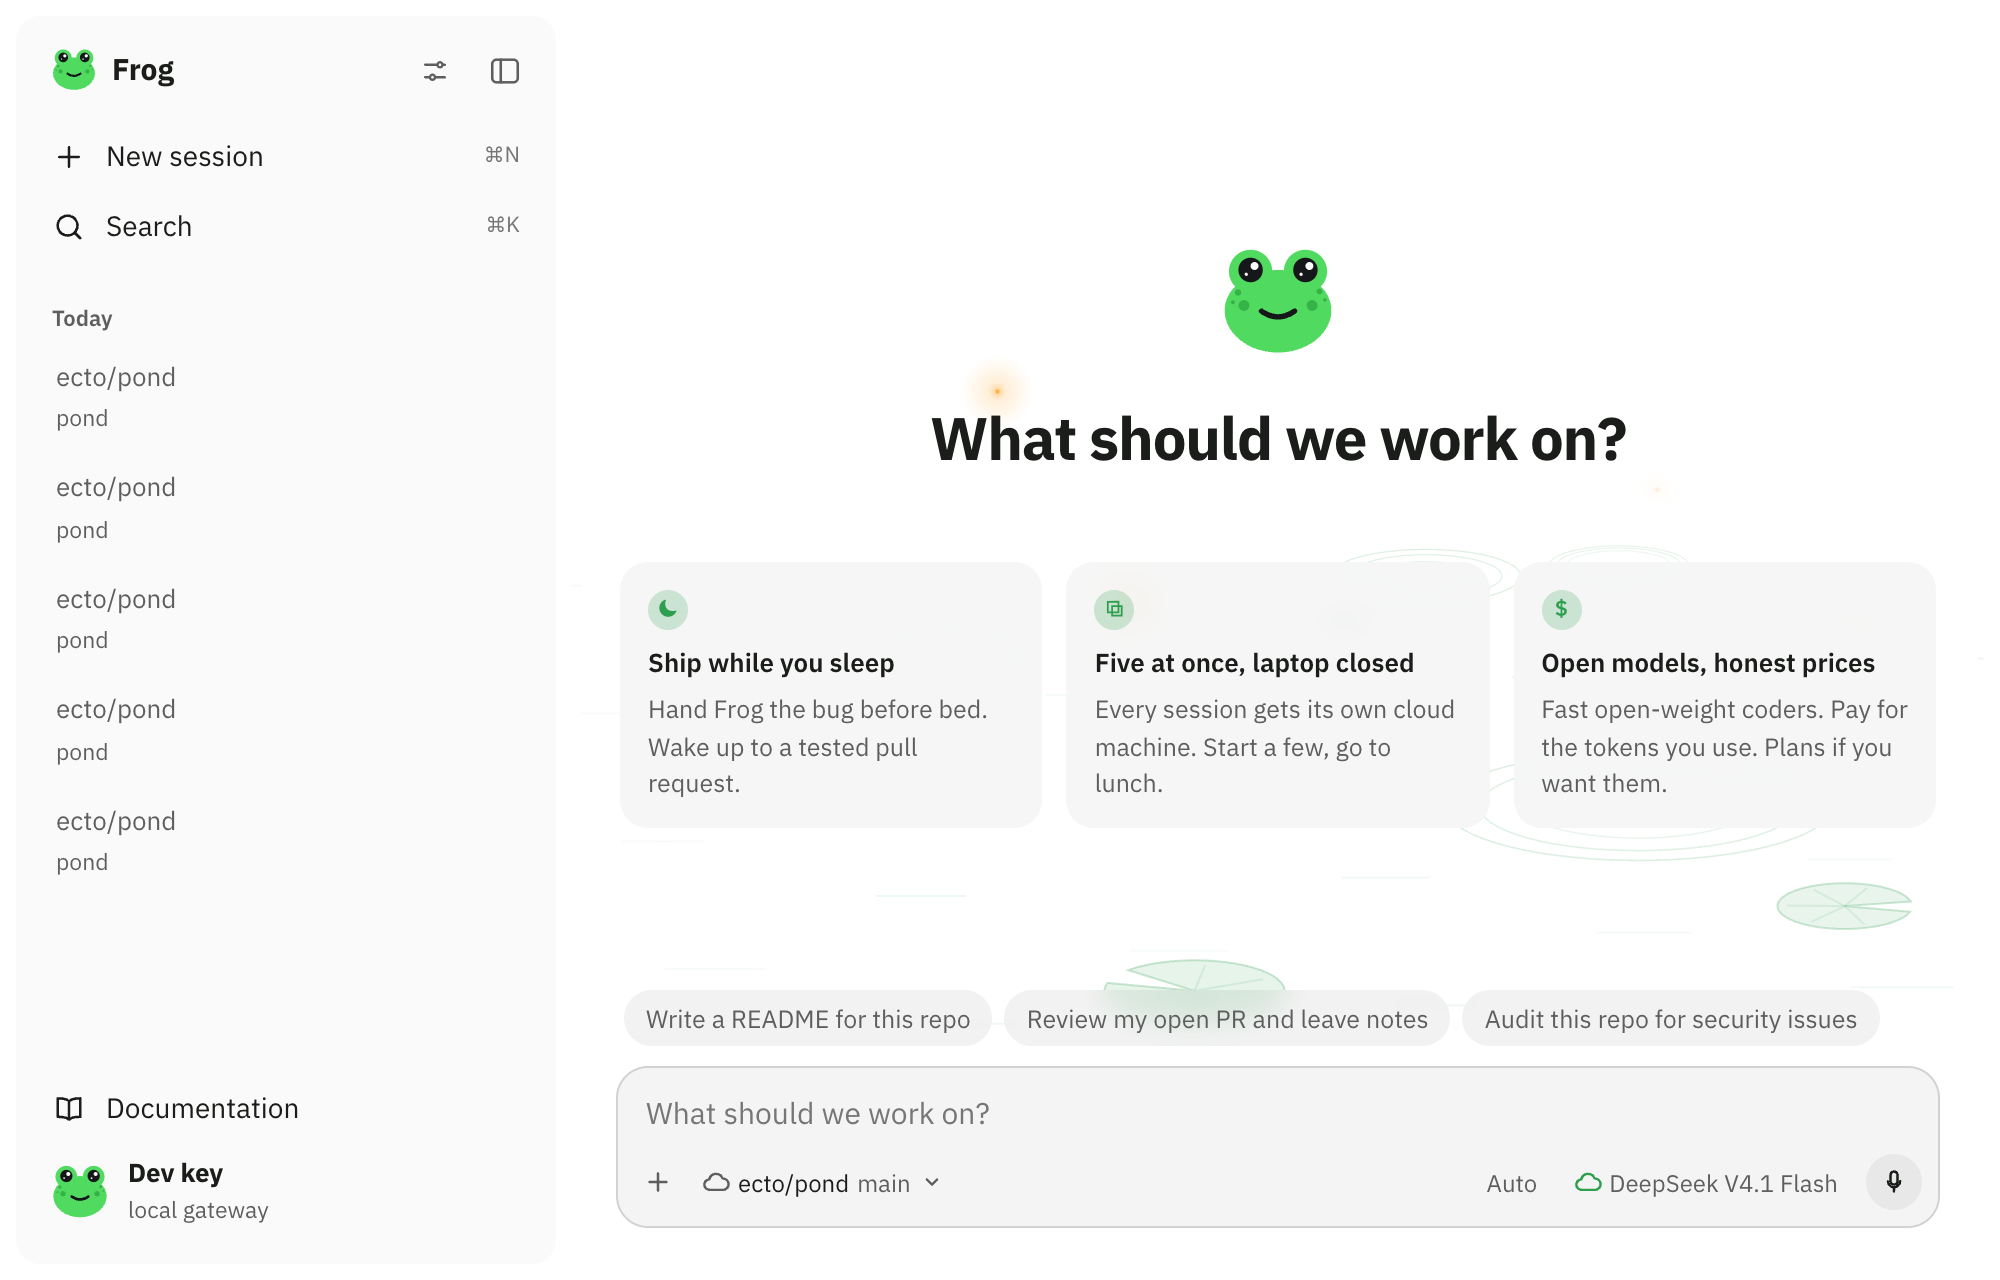 Frog
New session ⌘N
Search ⌘K
Today
ecto/pond
pond
ecto/pond
pond
ecto/pond
pond
ecto/pond
pond
ecto/pond
pond
Documentation
Dev key
local gateway
What should we work on?
Ship while you sleep
Hand Frog the bug before bed.
Wake up to a tested pull
request.
Five at once, laptop closed
Every session gets its own cloud
machine. Start a few, go to
lunch.
$
Open models, honest prices
Fast open-weight coders. Pay for
the tokens you use. Plans if you
want them.
Write a README for this repo
Review my open PR and leave notes
Audit this repo for security issues
What should we work on?
ecto/pond main
Auto
DeepSeek V4.1 Flash